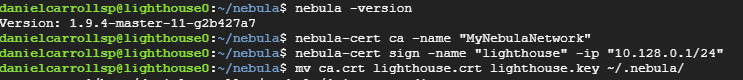 danielcarrollsp@lighthouse0:~/nebula$ nebula -version
Version: 1.9.4-master-11-g2b427a7
danielcarrollsp@lighthouse0:~/nebula$ nebula-cert ca -name "MyNebulaNetwork"
danielcarrollsp@lighthouse0:~/nebula$ nebula-cert sign -name "lighthouse" -ip "10.128.0.1/24"
danielcarrollsp@lighthouse0:~/nebula$ mv ca.crt lighthouse.crt lighthouse.key ~/.nebula/